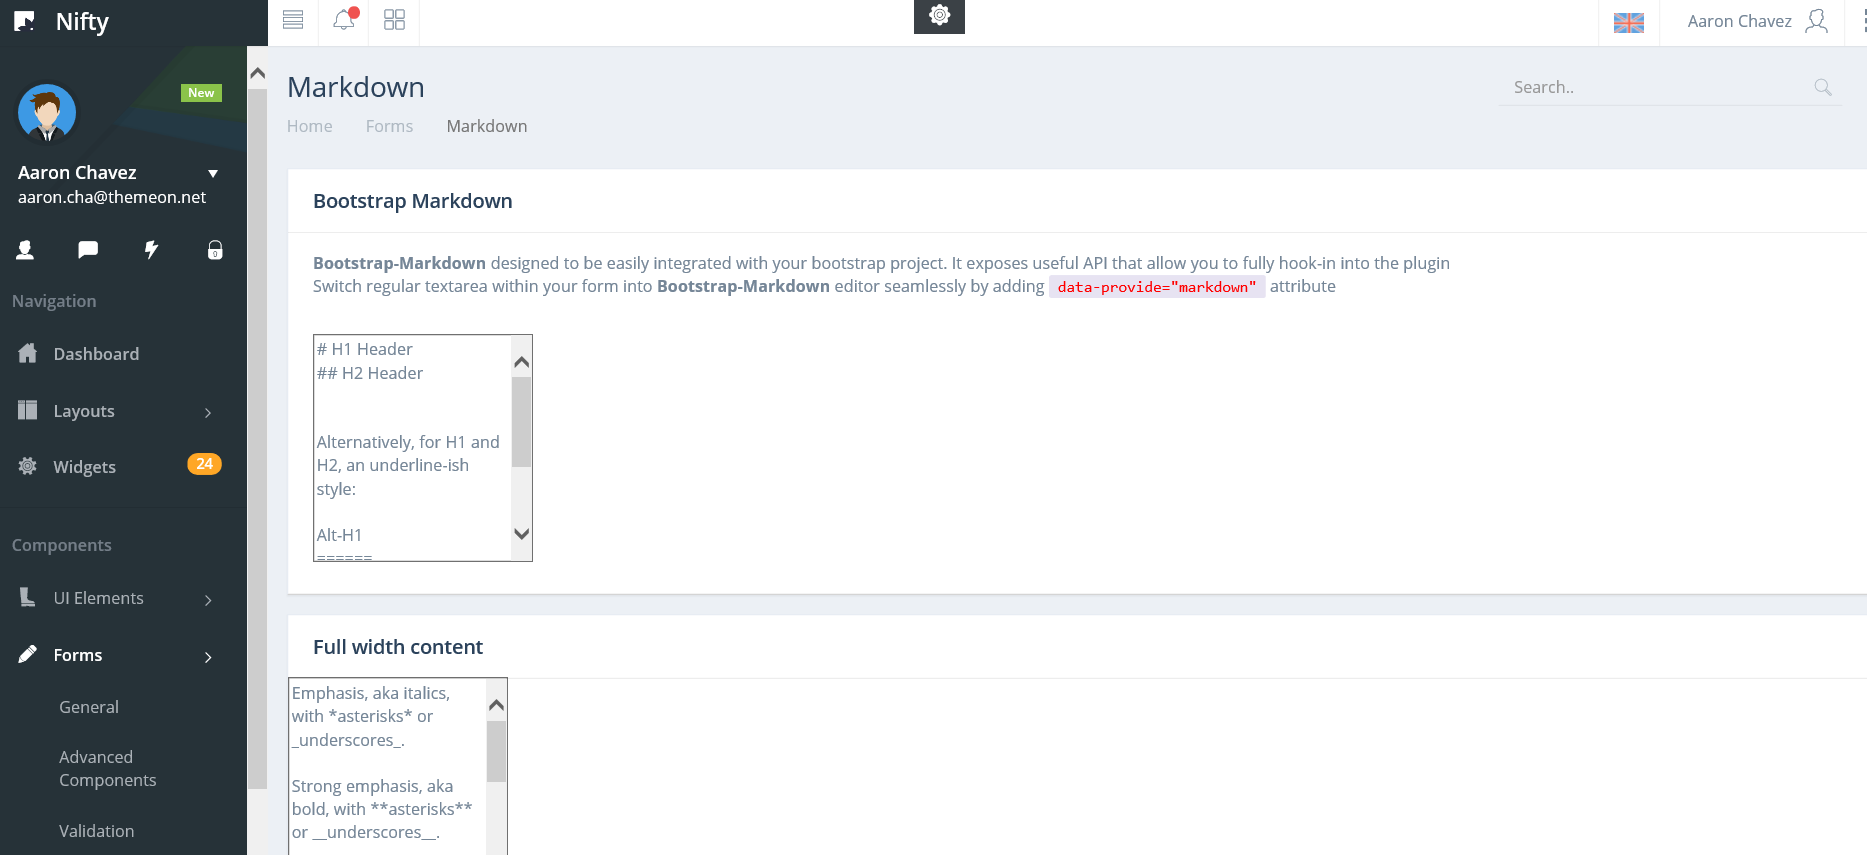 Nifty
Aaron Chavez
Markdown
Search..
Home Forms Markdown
New
Aaron Chavez
aaron.cha@themeon.net
Navigation
Dashboard
Layouts
Widgets 24
Components
UI Elements
Forms
General
Advanced
Components
Validation
Bootstrap Markdown
Bootstrap-Markdown designed to be easily integrated with your bootstrap project. It exposes useful API that allow you to fully hook-in into the plugin
Switch regular textarea within your form into Bootstrap-Markdown editor seamlessly by adding data-provide="markdown" attribute
# H1 Header
## H2 Header
Alternatively, for H1 and
H2, an underline-ish
style:
Alt-H1
======
Full width content
Emphasis, aka italics,
with *asterisks* or
_underscores_.
Strong emphasis, aka
bold, with **asterisks**
or __underscores__.